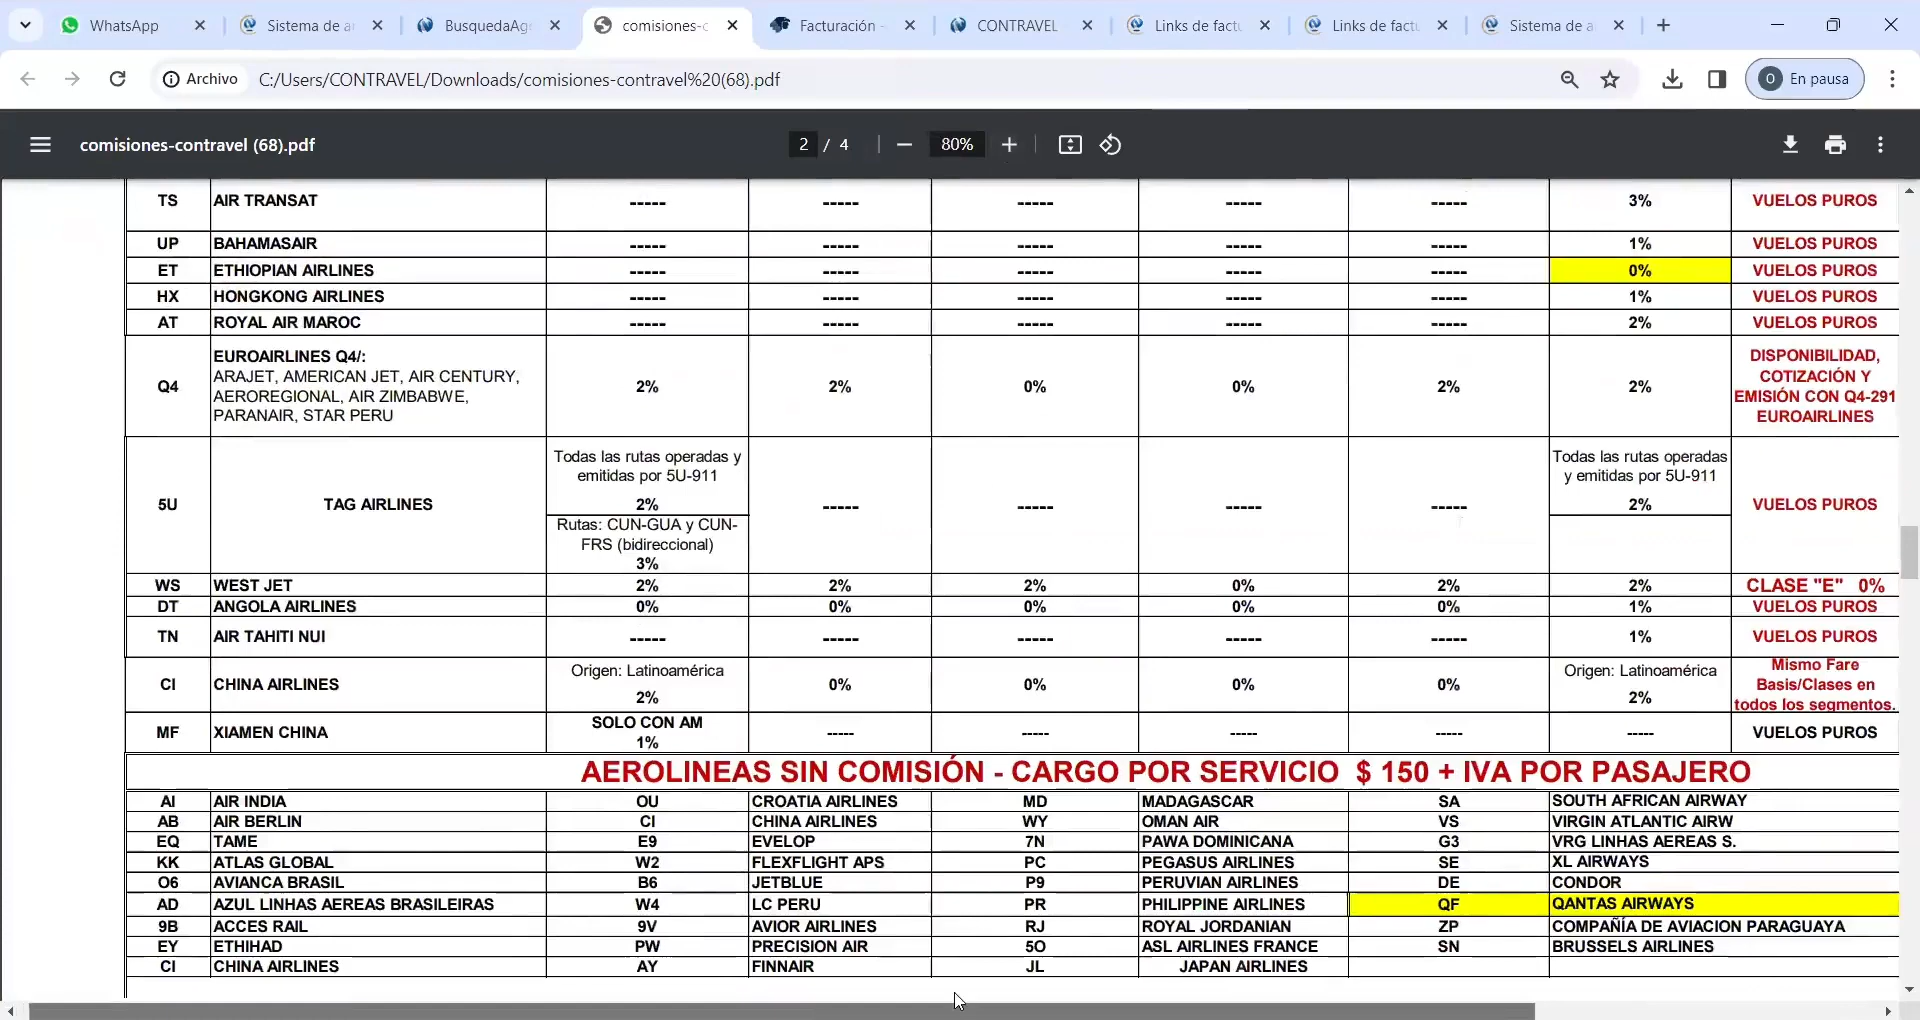 WhatsApp
Sistema de a
BusquedaAg
comisiones-c
Facturación -
CONTRAVEL
Links de factu
Links de factu
Sistema de a
Archivo
C:/Users/CONTRAVEL/Downloads/comisiones-contravel%20(68).pdf
O En pausa
comisiones-contravel (68).pdf
2 / 4
80%
TS AIR TRANSAT ----- ----- ----- ----- ----- 3% VUELOS PUROS
UP BAHAMASAIR ----- ----- ----- ----- ----- 1% VUELOS PUROS
ET ETHIOPIAN AIRLINES ----- ----- ----- ----- ----- 0% VUELOS PUROS
HX HONGKONG AIRLINES ----- ----- ----- ----- ----- 1% VUELOS PUROS
AT ROYAL AIR MAROC ----- ----- ----- ----- ----- 2% VUELOS PUROS
EUROAIRLINES Q4/: DISPONIBILIDAD,
ARAJET, AMERICAN JET, AIR CENTURY, COTIZACIÓN Y
Q4 2% 2% 0% 0% 2% 2%
AEROREGIONAL, AIR ZIMBABWE, EMISIÓN CON Q4-291
PARANAIR, STAR PERU EUROAIRLINES
Todas las rutas operadas y Todas las rutas operadas
emitidas por 5U-911 y emitidas por 5U-911
5U TAG AIRLINES 2% ----- ----- ----- ----- 2% VUELOS PUROS
Rutas: CUN-GUA y CUN-
FRS (bidireccional)
3%
WS WEST JET 2% 2% 2% 0% 2% 2% CLASE "E" 0%
DT ANGOLA AIRLINES 0% 0% 0% 0% 0% 1% VUELOS PUROS
TN AIR TAHITI NUI ----- ----- ----- ----- ----- 1% VUELOS PUROS
Origen: Latinoamérica Origen: Latinoamérica Mismo Fare
CI CHINA AIRLINES 0% 0% 0% 0% Basis/Clases en
2% 2% todos los segmentos.
SOLO CON AM
MF XIAMEN CHINA ----- ----- ----- ----- ----- VUELOS PUROS
1%
AEROLINEAS SIN COMISIÓN - CARGO POR SERVICIO $ 150 + IVA POR PASAJERO
AI AIR INDIA OU CROATIA AIRLINES MD MADAGASCAR SA SOUTH AFRICAN AIRWAY
AB AIR BERLIN CI CHINA AIRLINES WY OMAN AIR VS VIRGIN ATLANTIC AIRW
EQ TAME E9 EVELOP 7N PAWA DOMINICANA G3 VRG LINHAS AEREAS S.
KK ATLAS GLOBAL W2 FLEXFLIGHT APS PC PEGASUS AIRLINES SE XL AIRWAYS
O6 AVIANCA BRASIL B6 JETBLUE P9 PERUVIAN AIRLINES DE CONDOR
AD AZUL LINHAS AEREAS BRASILEIRAS W4 LC PERU PR PHILIPPINE AIRLINES QF QANTAS AIRWAYS
9B ACCES RAIL 9V AVIOR AIRLINES RJ ROYAL JORDANIAN ZP COMPAÑÍA DE AVIACION PARAGUAYA
EY ETHIHAD PW PRECISION AIR 5O ASL AIRLINES FRANCE SN BRUSSELS AIRLINES
CI CHINA AIRLINES AY FINNAIR JL JAPAN AIRLINES